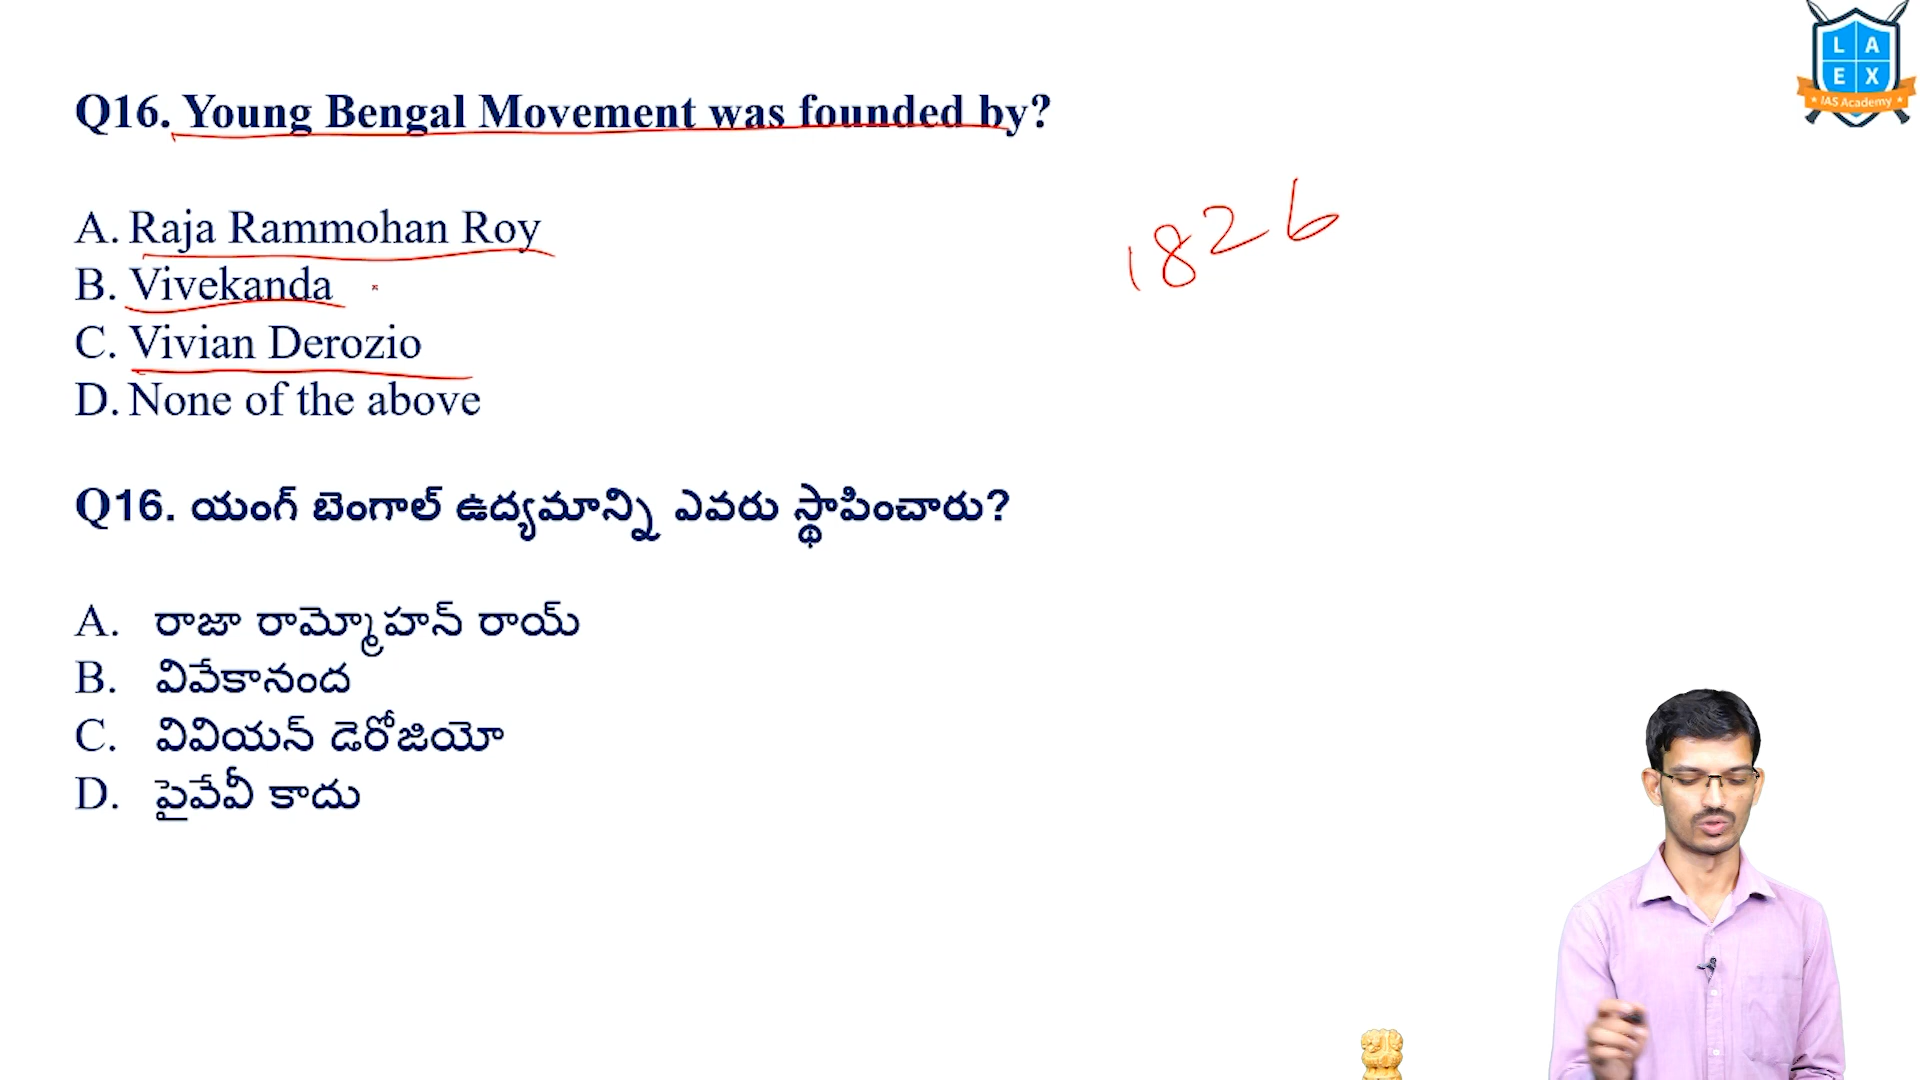 L A
E X
IAS Academy
Q16. Young Bengal Movement was founded by?
1826
A. Raja Rammohan Roy
B. Vivekanda
C. Vivian Derozio
D. None of the above
Q16. యంగ్ బెంగాల్ ఉద్యమాన్ని ఎవరు స్థాపించారు?
A. రాజా రామ్మోహన్ రాయ్
B. వివేకానంద
C. వివియన్ డెరోజియో
D. పైవేవీ కాదు